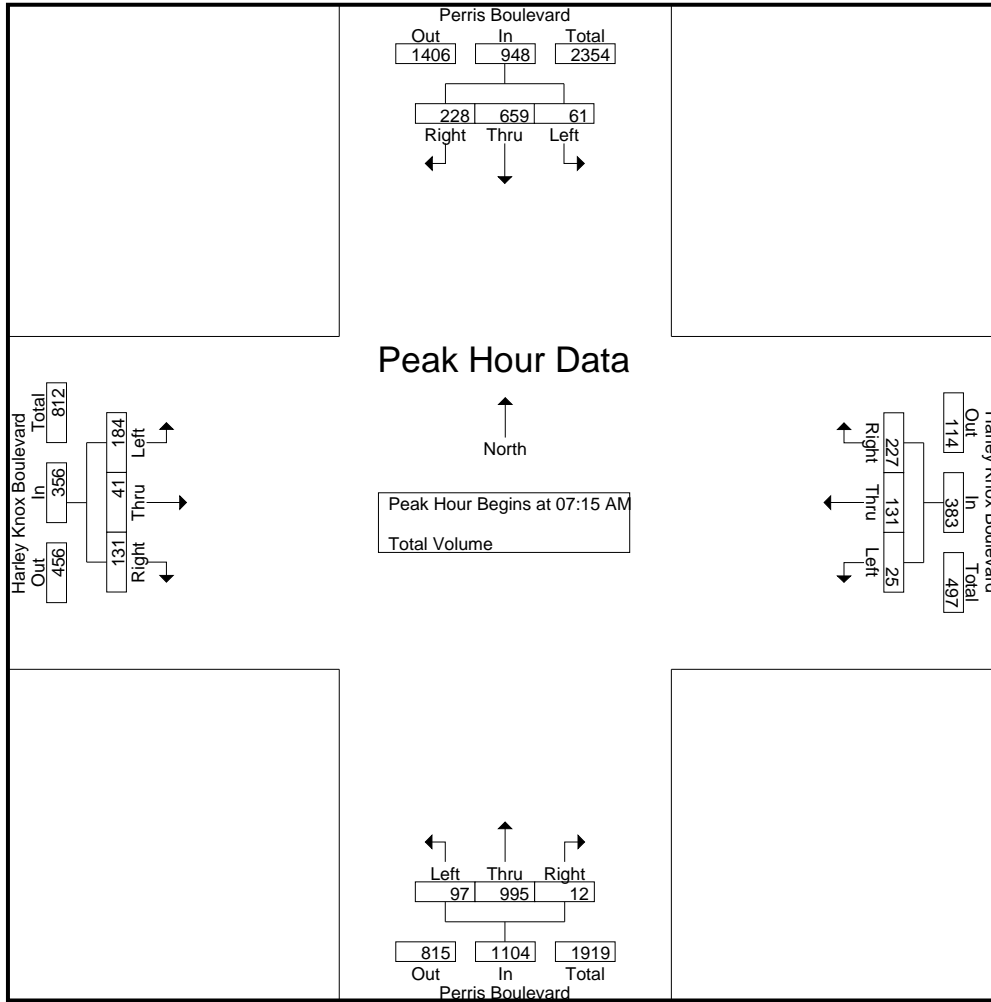 Perris Boulevard
Out In Total
1406 948 2354
228 659 61
Right Thru Left
Peak Hour Data
North
Peak Hour Begins at 07:15 AM
Total Volume
Harley Knox Boulevard
Out In Total
456 356 812
131 41 184
Right Thru Left
Harley Knox Boulevard
Out In Total
114 383 497
Right Thru Left
227 131 25
Left Thru Right
97 995 12
815 1104 1919
Out In Total
Perris Boulevard